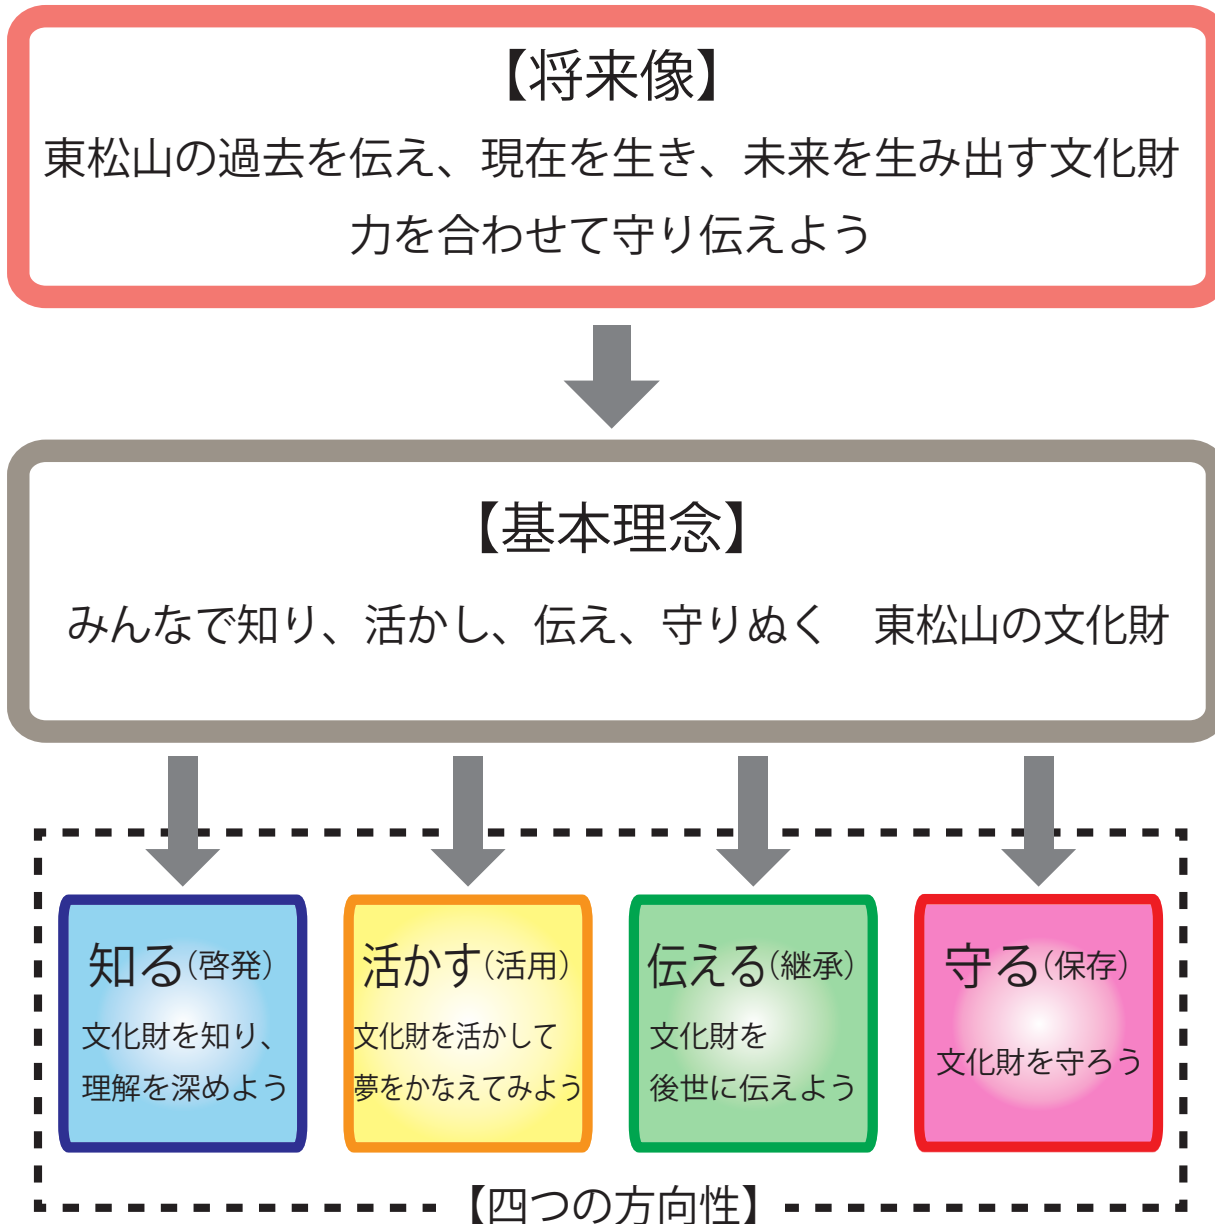 【将来像】
東松山の過去を伝え、現在を生き、未来を生み出す文化財
力を合わせて守り伝えよう
【基本理念】
みんなで知り、活かし、伝え、守りぬく　東松山の文化財
知る(啓発)
文化財を知り、
理解を深めよう
活かす(活用)
文化財を活かして
夢をかなえてみよう
伝える(継承)
文化財を
後世に伝えよう
守る(保存)
文化財を守ろう
【四つの方向性】